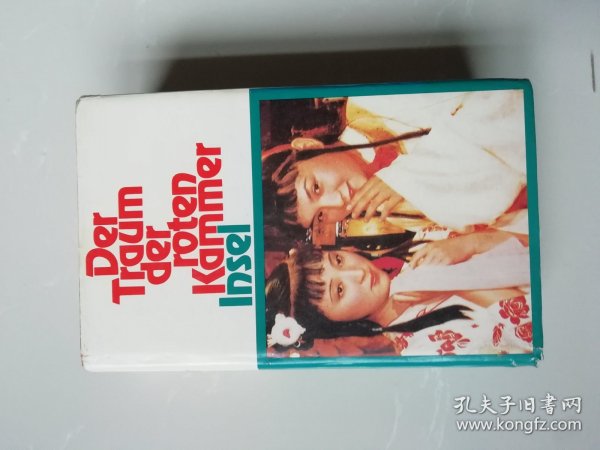 Der
Traum
der
roten
Kammer
Insel
孔夫子旧书网
www.kongfz.com